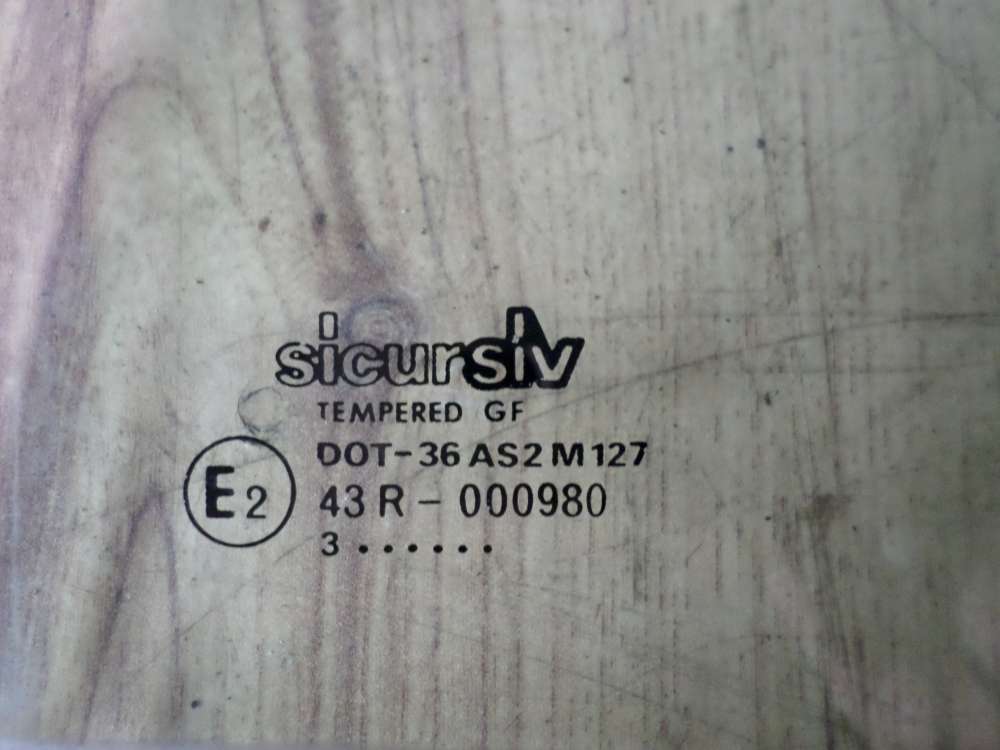 sicursiv
TEMPERED GF
DOT-36 AS2 M127
E2
43 R - 000980
3 . . . . . .